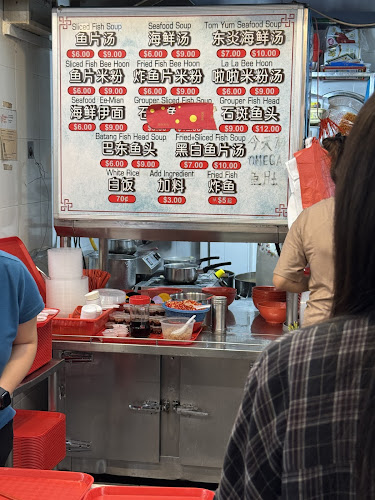 Sliced Fish Soup
鱼片汤
$6.00 $9.00
Seafood Soup
海鲜汤
$6.00 $9.00
Tom Yum Seafood Soup
东炎海鲜汤
$7.00 $10.00
Sliced Fish Bee Hoon
鱼片米粉
$6.00 $9.00
Fried Fish Bee Hoon
炸鱼片米粉
$6.00 $9.00
La La Bee Hoon
啦啦米粉汤
$6.00 $9.00
Seafood Ee-Mian
海鲜伊面
$6.00 $9.00
Grouper Sliced Fish Soup
石
Grouper Fish Head
石斑鱼头
$9.00 $12.00
Batang Fish Head Soup
巴东鱼头
$6.00 $9.00
Fried+Sliced Fish Soup
黑白鱼片汤
$7.00 $10.00
今天
OMEGA
鱼片
White Rice
白饭
70¢
Add Ingredient
加料
$3.00
Fried Fish
炸鱼